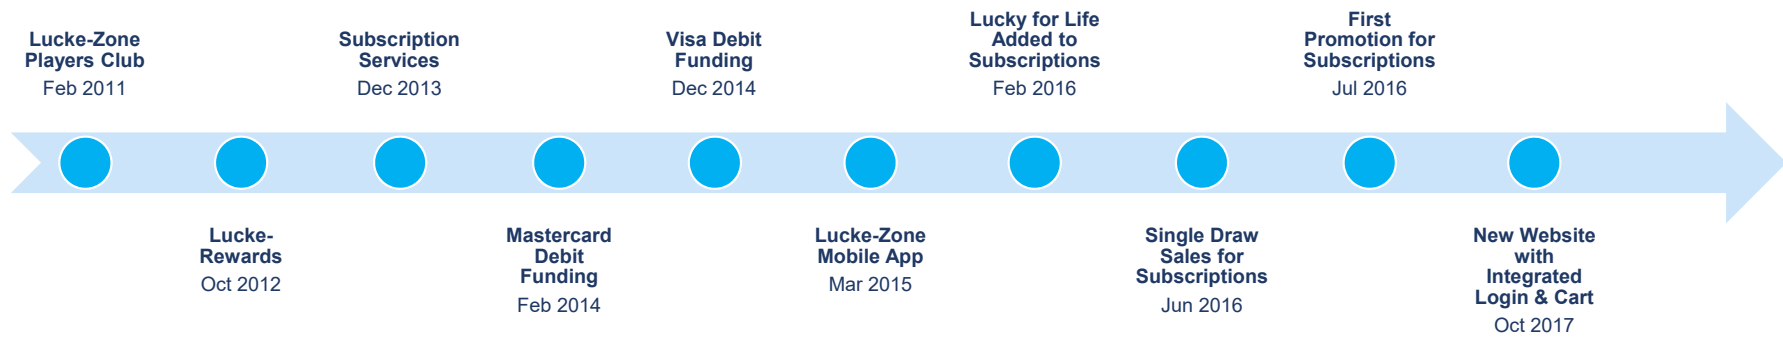 Lucke-Zone
Players Club
Feb 2011
Lucke-
Rewards
Oct 2012
Subscription
Services
Dec 2013
Mastercard
Debit
Funding
Feb 2014
Visa Debit
Funding
Dec 2014
Lucke-Zone
Mobile App
Mar 2015
Lucky for Life
Added to
Subscriptions
Feb 2016
Single Draw
Sales for
Subscriptions
Jun 2016
First
Promotion for
Subscriptions
Jul 2016
New Website
with
Integrated
Login & Cart
Oct 2017